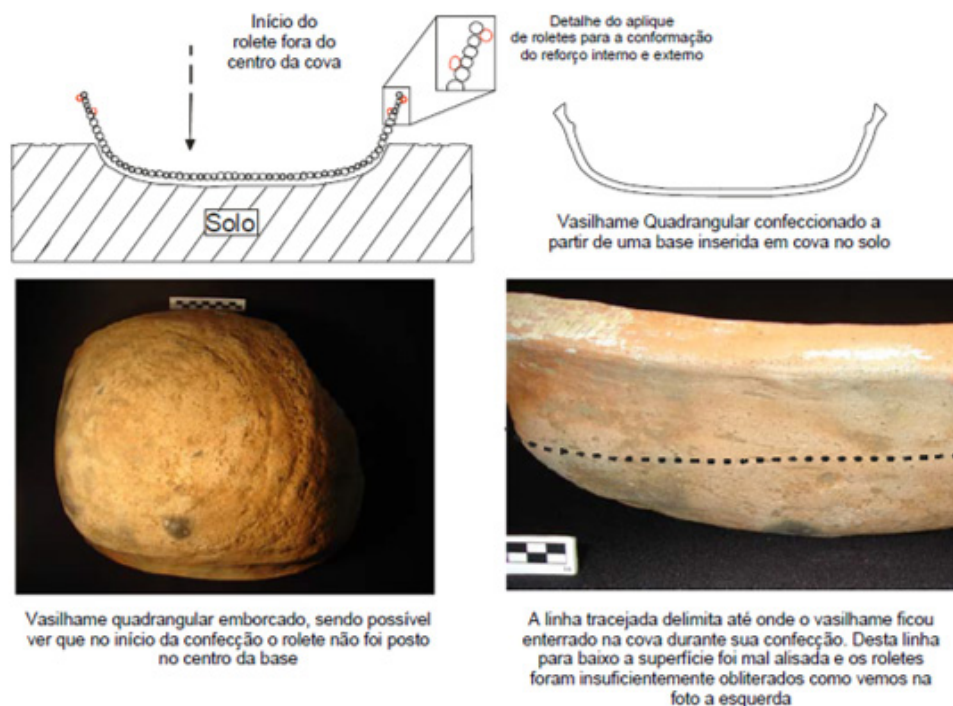 Início do
rolete fora do
centro da cova
Detalhe do aplique
de roletes para a conformação
do reforço interno e externo
Solo
Vasilhame Quadrangular confeccionado a
partir de uma base inserida em cova no solo
Vasilhame quadrangular emborcado, sendo possível
ver que no início da confecção o rolete não foi posto
no centro da base
A linha tracejada delimita até onde o vasilhame ficou
enterrado na cova durante sua confecção. Desta linha
para baixo a superfície foi mal alisada e os roletes
foram insuficientemente obliterados como vemos na
foto a esquerda